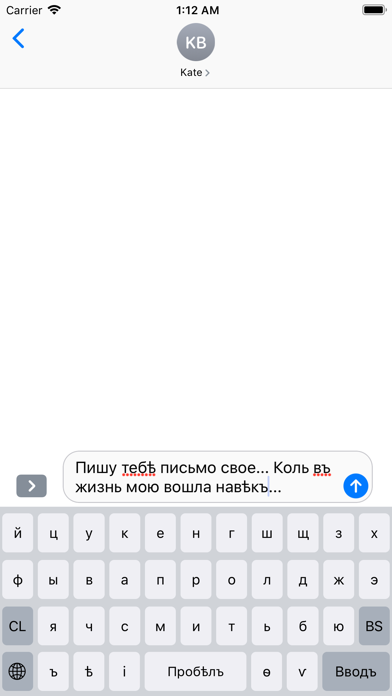 Carrier 1:12 AM
KB
Kate
Пишу тебѣ письмо свое... Коль въ
жизнь мою вошла навѣкъ...
й ц у к е н г ш щ з х
ф ы в а п р о л д ж э
CL я ч с м и т ь б ю BS
ъ ѣ і Пробѣлъ ѳ ѵ Вводъ